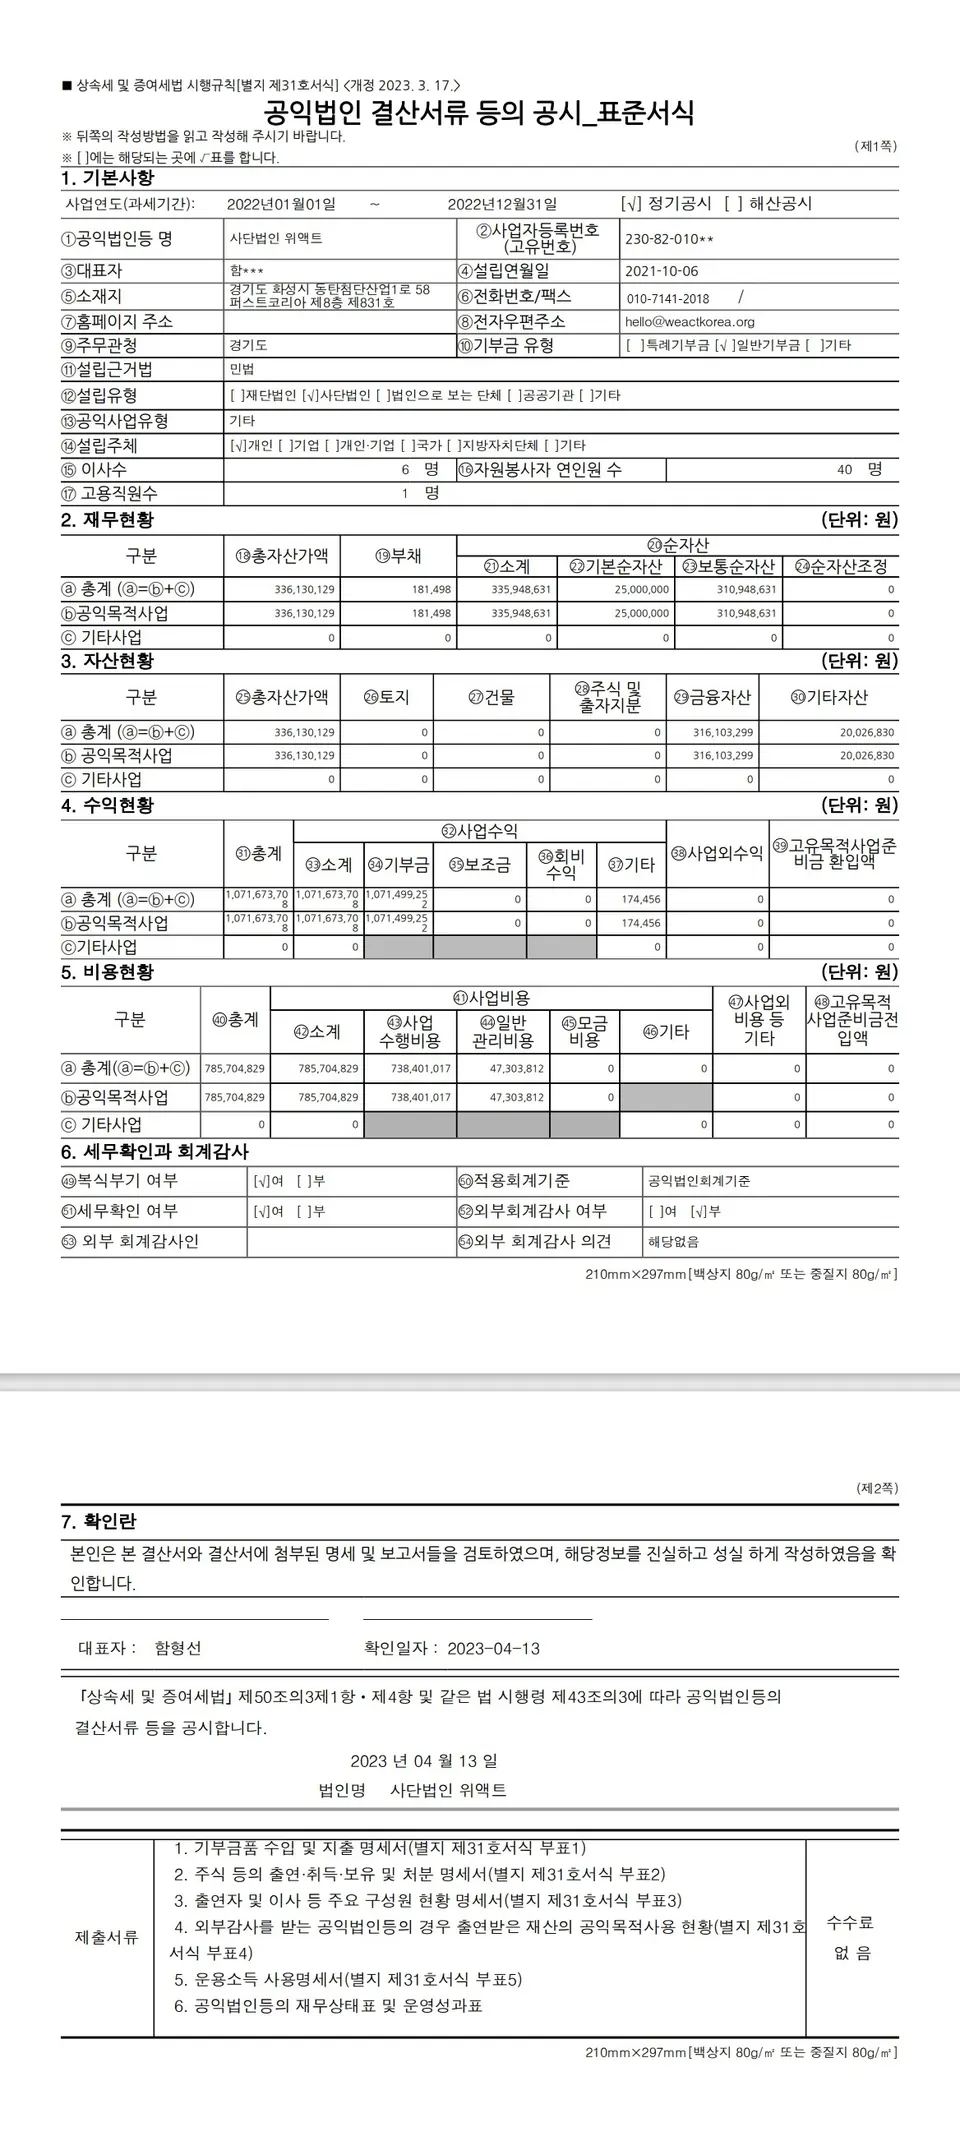 ■ 상속세 및 증여세법 시행규칙[별지 제31호서식] <개정 2023. 3. 17.>
공익법인 결산서류 등의 공시_표준서식
※ 뒤쪽의 작성방법을 읽고 작성해 주시기 바랍니다.
(제1쪽)
※ [ ]에는 해당되는 곳에 √표를 합니다.
1. 기본사항
사업연도(과세기간): 2022년01월01일 ~ 2022년12월31일 [√] 정기공시 [ ] 해산공시
①공익법인등 명 사단법인 위액트 ②사업자등록번호
(고유번호) 230-82-010**
③대표자 함*** ④설립연월일 2021-10-06
⑤소재지 경기도 화성시 동탄첨단산업1로 58
퍼스트코리아 제8층 제831호 ⑥전화번호/팩스 010-7141-2018 /
⑦홈페이지 주소 ⑧전자우편주소 hello@weactkorea.org
⑨주무관청 경기도 ⑩기부금 유형 [ ]특례기부금 [√ ]일반기부금 [ ]기타
⑪설립근거법 민법
⑫설립유형 [ ]재단법인 [√]사단법인 [ ]법인으로 보는 단체 [ ]공공기관 [ ]기타
⑬공익사업유형 기타
⑭설립주체 [√]개인 [ ]기업 [ ]개인·기업 [ ]국가 [ ]지방자치단체 [ ]기타
⑮ 이사수 6 명 ⑯자원봉사자 연인원 수 40 명
⑰ 고용직원수 1 명
2. 재무현황 (단위: 원)
구분 ⑱총자산가액 ⑲부채 ⑳순자산
㉑소계 ㉒기본순자산 ㉓보통순자산 ㉔순자산조정
ⓐ 총계 (ⓐ=ⓑ+ⓒ) 336,130,129 181,498 335,948,631 25,000,000 310,948,631 0
ⓑ공익목적사업 336,130,129 181,498 335,948,631 25,000,000 310,948,631 0
ⓒ 기타사업 0 0 0 0 0 0
3. 자산현황 (단위: 원)
구분 ㉕총자산가액 ㉖토지 ㉗건물 ㉘주식 및
출자지분 ㉙금융자산 ㉚기타자산
ⓐ 총계 (ⓐ=ⓑ+ⓒ) 336,130,129 0 0 0 316,103,299 20,026,830
ⓑ 공익목적사업 336,130,129 0 0 0 316,103,299 20,026,830
ⓒ 기타사업 0 0 0 0 0 0
4. 수익현황 (단위: 원)
구분 ㉛총계 ㉜사업수익 ㊳사업외수익 ㊴고유목적사업준
비금 환입액
㉝소계 ㉞기부금 ㉟보조금 ㊱회비
수익 ㊲기타
ⓐ 총계 (ⓐ=ⓑ+ⓒ) 1,071,673,70
8 1,071,673,70
8 1,071,499,25
2 0 0 174,456 0 0
ⓑ공익목적사업 1,071,673,70
8 1,071,673,70
8 1,071,499,25
2 0 0 174,456 0 0
ⓒ기타사업 0 0 0 0 0
5. 비용현황 (단위: 원)
구분 ㊵총계 ㊶사업비용 ㊼사업외
비용 등
기타 ㊽고유목적
사업준비금전
입액
㊷소계 ㊸사업
수행비용 ㊹일반
관리비용 ㊺모금
비용 ㊻기타
ⓐ 총계(ⓐ=ⓑ+ⓒ) 785,704,829 785,704,829 738,401,017 47,303,812 0 0 0 0
ⓑ공익목적사업 785,704,829 785,704,829 738,401,017 47,303,812 0 0 0
ⓒ 기타사업 0 0 0 0 0
6. 세무확인과 회계감사
㊾복식부기 여부 [√]여 [ ]부 ㊿적용회계기준 공익법인회계기준
(51)세무확인 여부 [√]여 [ ]부 (52)외부회계감사 여부 [ ]여 [√]부
(53) 외부 회계감사인 (54)외부 회계감사 의견 해당없음
210mm×297mm[백상지 80g/㎡ 또는 중질지 80g/㎡]
(제2쪽)
7. 확인란
본인은 본 결산서와 결산서에 첨부된 명세 및 보고서들을 검토하였으며, 해당정보를 진실하고 성실 하게 작성하였음을 확
인합니다.
대표자 : 함형선 확인일자 : 2023-04-13
「상속세 및 증여세법」 제50조의3제1항 • 제4항 및 같은 법 시행령 제43조의3에 따라 공익법인등의
결산서류 등을 공시합니다.
2023 년 04 월 13 일
법인명 사단법인 위액트
제출서류
1. 기부금품 수입 및 지출 명세서(별지 제31호서식 부표1)
2. 주식 등의 출연·취득·보유 및 처분 명세서(별지 제31호서식 부표2)
3. 출연자 및 이사 등 주요 구성원 현황 명세서(별지 제31호서식 부표3)
4. 외부감사를 받는 공익법인등의 경우 출연받은 재산의 공익목적사용 현황(별지 제31호
서식 부표4)
5. 운용소득 사용명세서(별지 제31호서식 부표5)
6. 공익법인등의 재무상태표 및 운영성과표
수수료
없 음
210mm×297mm[백상지 80g/㎡ 또는 중질지 80g/㎡]